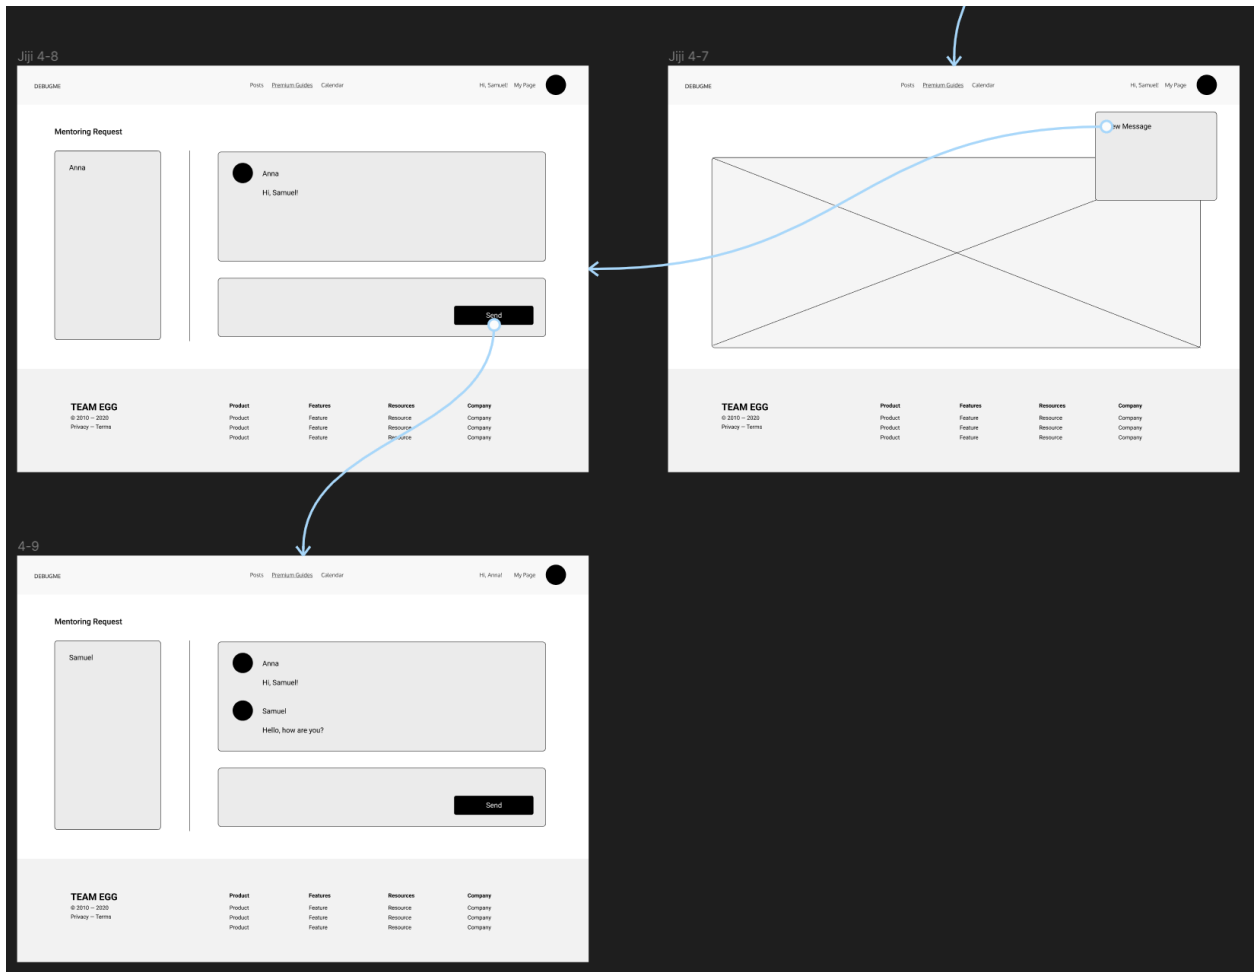 Jiji 4-8
DEBUGME
Posts Premium Guides Calendar
Hi, Samuel! My Page
Mentoring Request
Anna
Anna
Hi, Samuel!
Send
TEAM EGG
© 2010 — 2020
Privacy — Terms
Product Features Resources Company
Product Feature Resource Company
Product Feature Resource Company
Product Feature Resource Company
Jiji 4-7
DEBUGME
Posts Premium Guides Calendar
Hi, Samuel! My Page
Message
TEAM EGG
© 2010 — 2020
Privacy — Terms
Product Features Resources Company
Product Feature Resource Company
Product Feature Resource Company
Product Feature Resource Company
4-9
DEBUGME
Posts Premium Guides Calendar
Hi, Anna! My Page
Mentoring Request
Samuel
Anna
Hi, Samuel!
Samuel
Hello, how are you?
Send
TEAM EGG
© 2010 — 2020
Privacy — Terms
Product Features Resources Company
Product Feature Resource Company
Product Feature Resource Company
Product Feature Resource Company